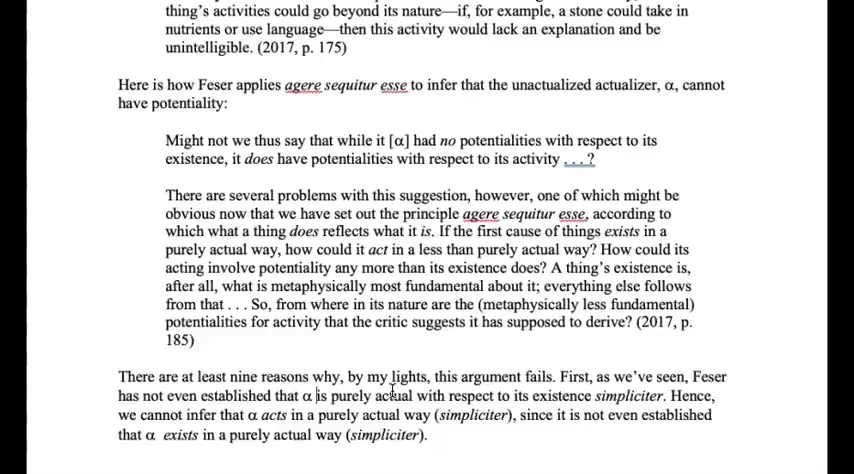 thing's activities could go beyond its nature—if, for example, a stone could take in
nutrients or use language—then this activity would lack an explanation and be
unintelligible. (2017, p. 175)
Here is how Feser applies agere sequitur esse to infer that the unactualized actualizer, α, cannot
have potentiality:
Might not we thus say that while it [α] had no potentialities with respect to its
existence, it does have potentialities with respect to its activity . . . ?
There are several problems with this suggestion, however, one of which might be
obvious now that we have set out the principle agere sequitur esse, according to
which what a thing does reflects what it is. If the first cause of things exists in a
purely actual way, how could it act in a less than purely actual way? How could its
acting involve potentiality any more than its existence does? A thing's existence is,
after all, what is metaphysically most fundamental about it; everything else follows
from that . . . So, from where in its nature are the (metaphysically less fundamental)
potentialities for activity that the critic suggests it has supposed to derive? (2017, p.
185)
There are at least nine reasons why, by my lights, this argument fails. First, as we've seen, Feser
has not even established that α is purely actual with respect to its existence simpliciter. Hence,
we cannot infer that α acts in a purely actual way (simpliciter), since it is not even established
that α exists in a purely actual way (simpliciter).